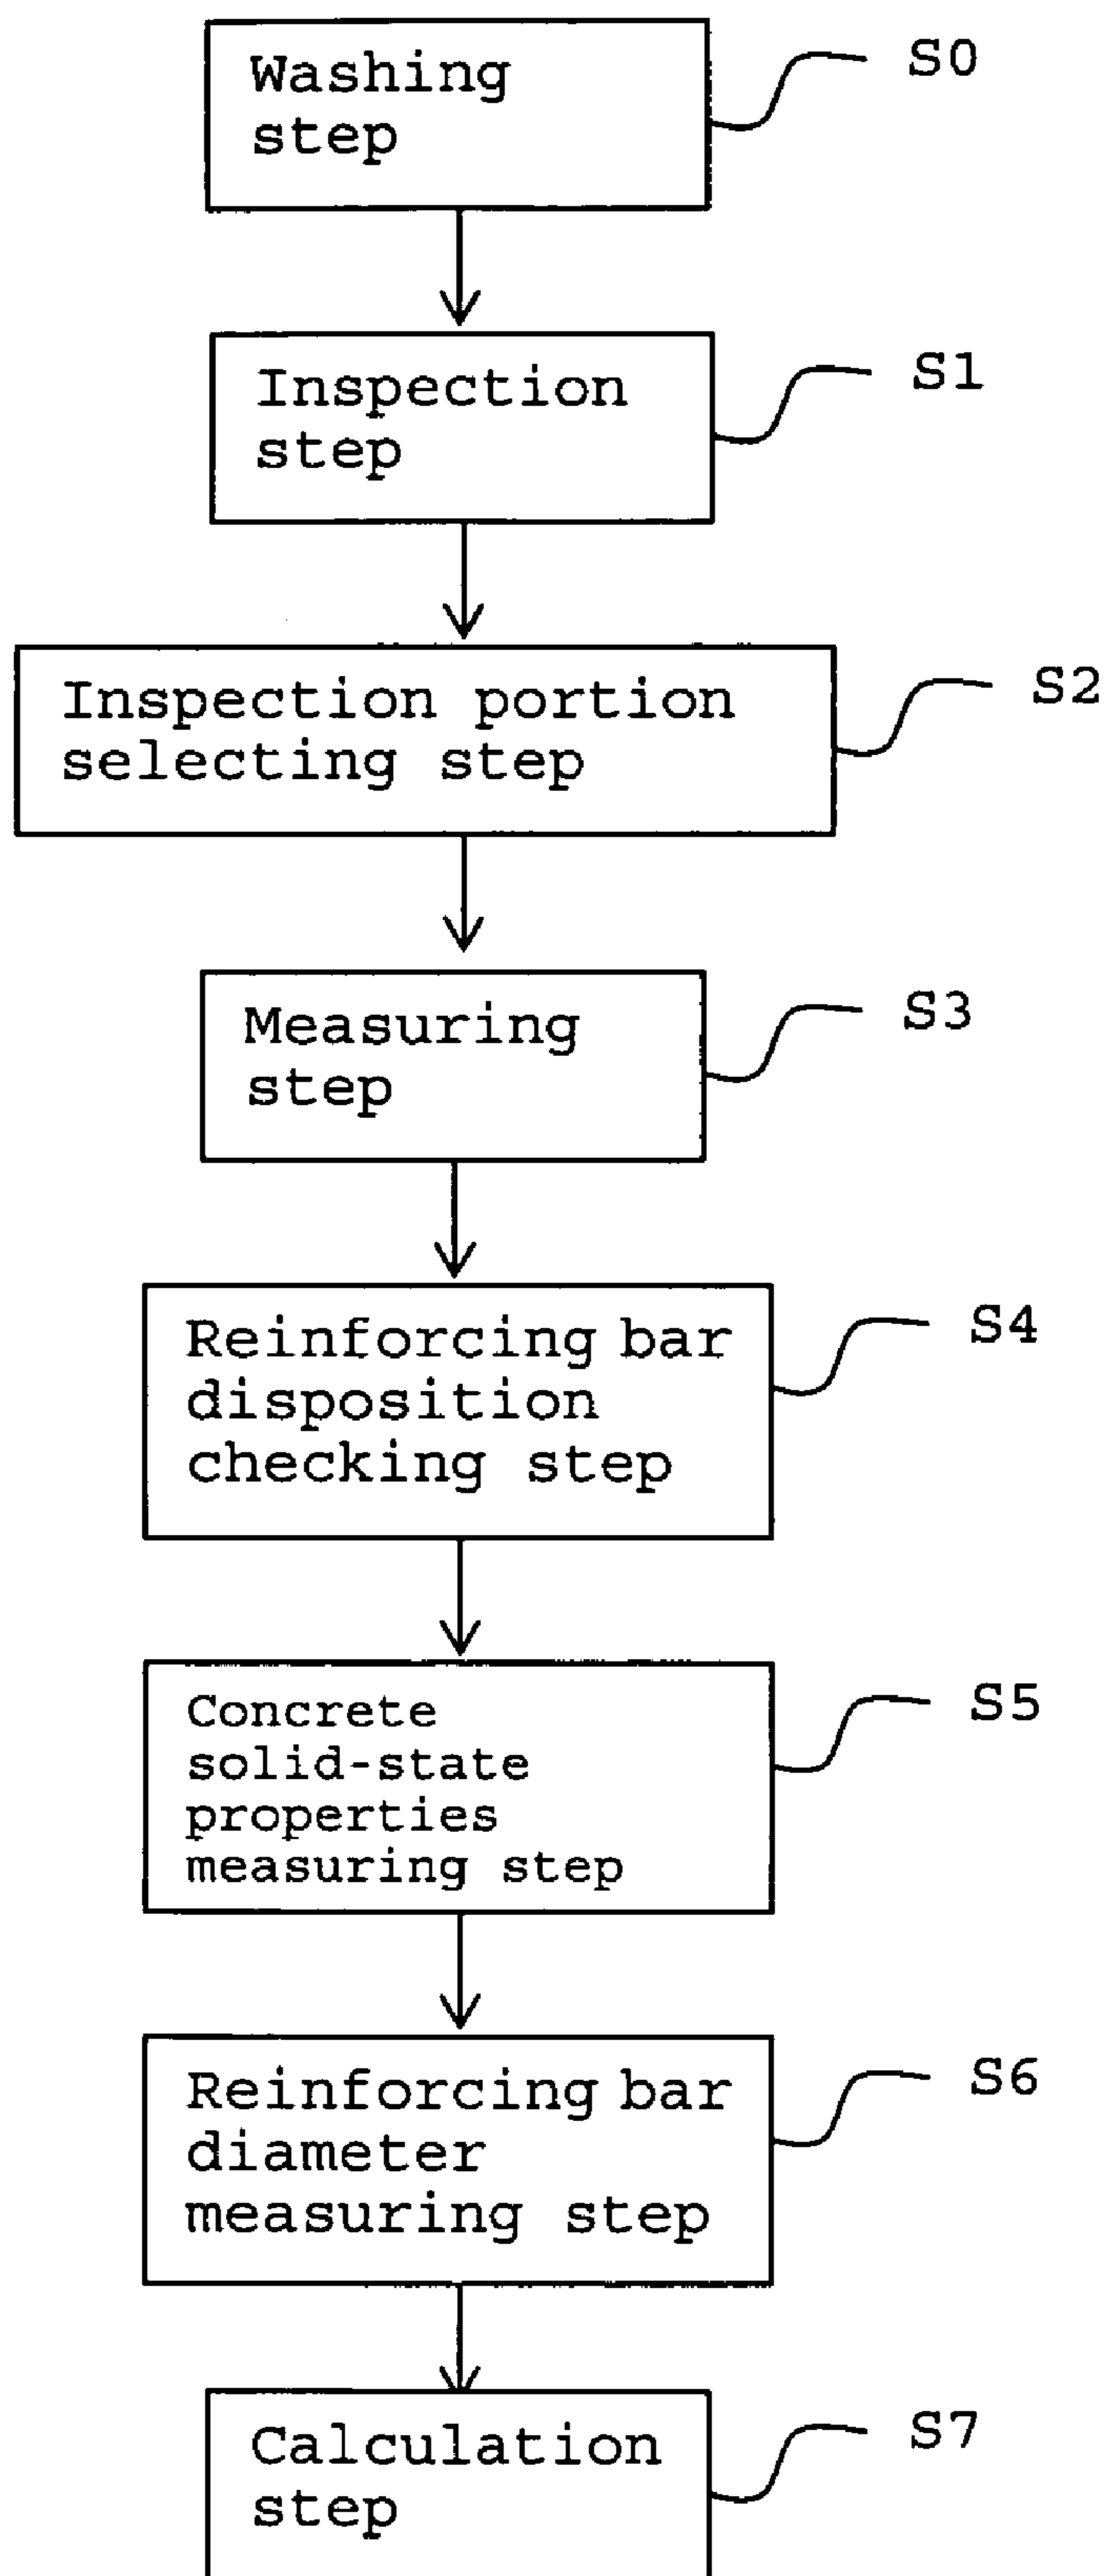 Washing
step
S0
Inspection
step
S1
Inspection portion
selecting step
S2
Measuring
step
S3
Reinforcing bar
disposition
checking step
S4
Concrete
solid-state
properties
measuring step
S5
Reinforcing bar
diameter
measuring step
S6
Calculation
step
S7